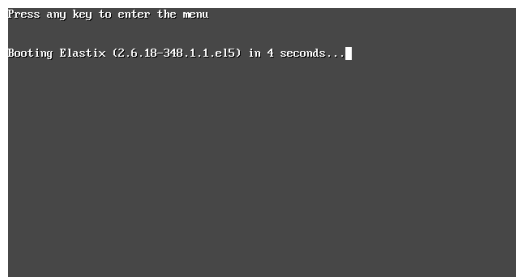 Press any key to enter the menu
Booting Elastix (2.6.18-348.1.1.el5) in 4 seconds...